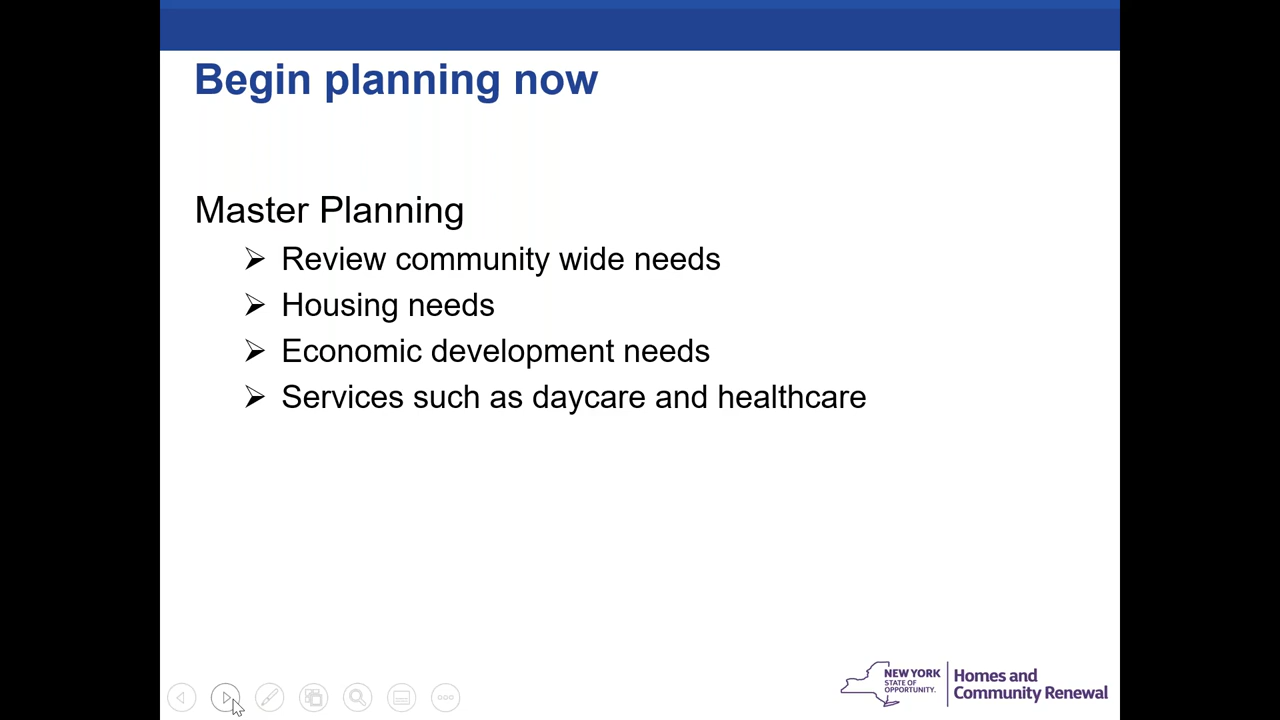 Begin planning now
Master Planning
➢ Review community wide needs
➢ Housing needs
➢ Economic development needs
➢ Services such as daycare and healthcare
NEW YORK
STATE OF
OPPORTUNITY.
Homes and
Community Renewal